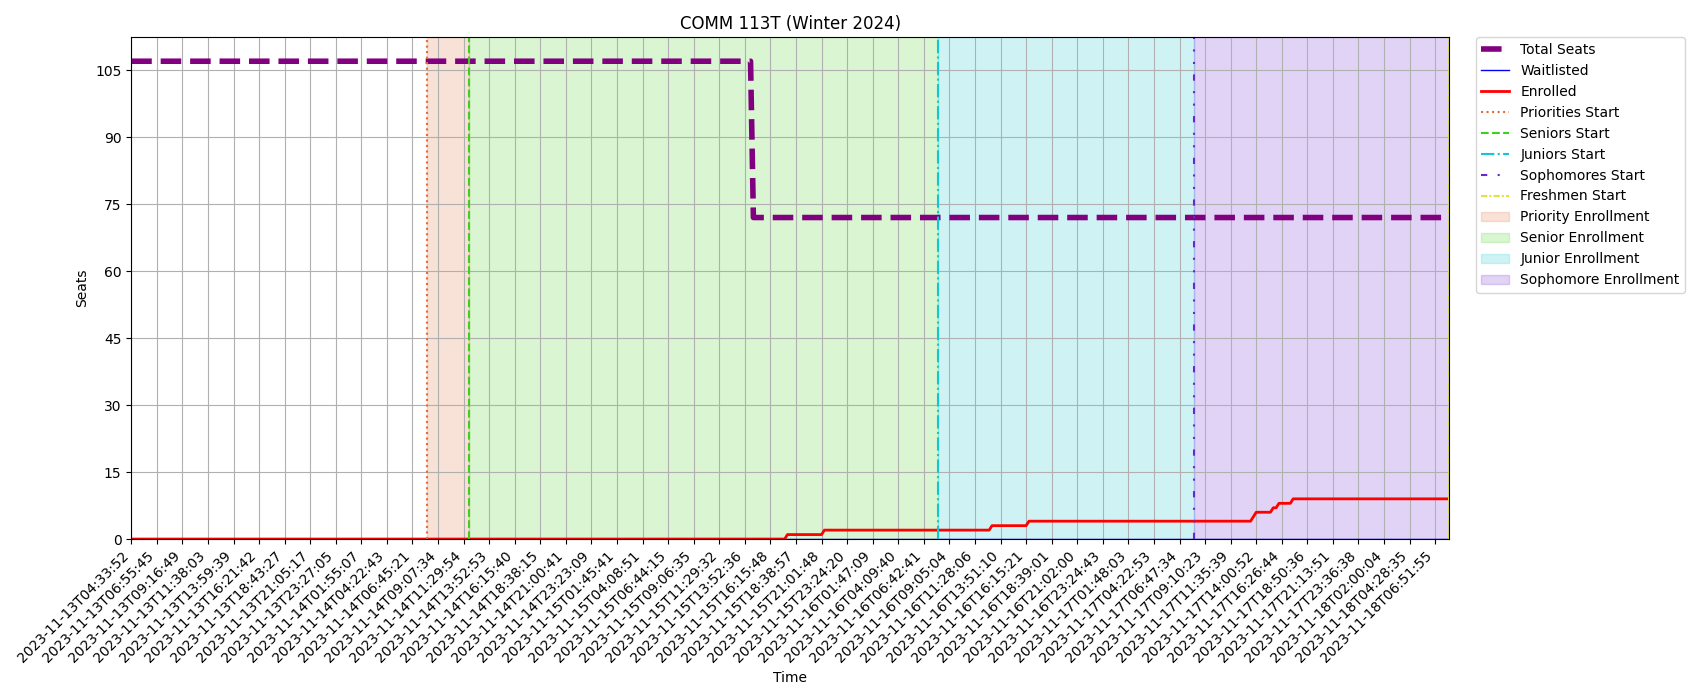 COMM 113T (Winter 2024)
Total Seats
Waitlisted
Enrolled
Priorities Start
Seniors Start
Juniors Start
Sophomores Start
Freshmen Start
Priority Enrollment
Senior Enrollment
Junior Enrollment
Sophomore Enrollment
Seats
105
90
75
60
45
30
15
0
2023-11-13T04:33:52
2023-11-13T06:55:45
2023-11-13T09:16:49
2023-11-13T11:38:03
2023-11-13T13:59:39
2023-11-13T16:21:42
2023-11-13T18:43:27
2023-11-13T21:05:17
2023-11-13T23:27:05
2023-11-14T01:55:07
2023-11-14T04:22:43
2023-11-14T06:45:21
2023-11-14T09:07:34
2023-11-14T11:29:54
2023-11-14T13:52:53
2023-11-14T16:15:40
2023-11-14T18:38:15
2023-11-14T21:00:41
2023-11-14T23:23:09
2023-11-15T01:45:41
2023-11-15T04:08:51
2023-11-15T06:44:15
2023-11-15T09:06:35
2023-11-15T11:29:32
2023-11-15T13:52:36
2023-11-15T16:15:48
2023-11-15T18:38:57
2023-11-15T21:01:48
2023-11-15T23:24:20
2023-11-16T01:47:09
2023-11-16T04:09:40
2023-11-16T06:42:41
2023-11-16T09:05:04
2023-11-16T11:28:06
2023-11-16T13:51:10
2023-11-16T16:15:21
2023-11-16T18:39:01
2023-11-16T21:02:00
2023-11-16T23:24:43
2023-11-17T01:48:03
2023-11-17T04:22:53
2023-11-17T06:47:34
2023-11-17T09:10:23
2023-11-17T11:35:39
2023-11-17T14:00:52
2023-11-17T16:26:44
2023-11-17T18:50:36
2023-11-17T21:13:51
2023-11-17T23:36:38
2023-11-18T02:00:04
2023-11-18T04:28:35
2023-11-18T06:51:55
Time